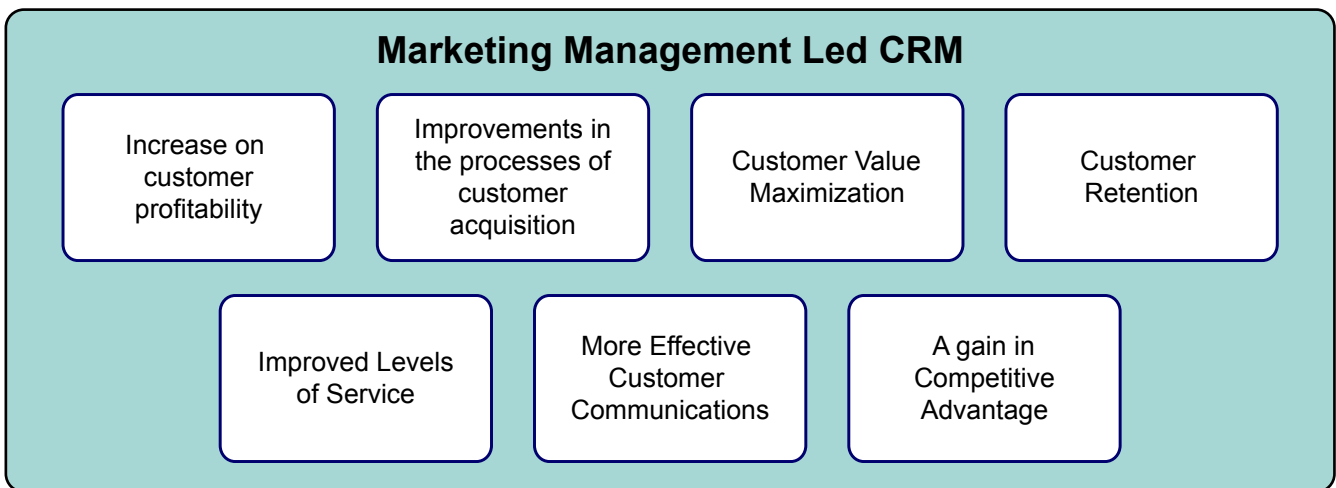 Marketing Management Led CRM
Increase on
customer
profitability
Improvements in
the processes of
customer
acquisition
Customer Value
Maximization
Customer
Retention
Improved Levels
of Service
More Effective
Customer
Communications
A gain in
Competitive
Advantage